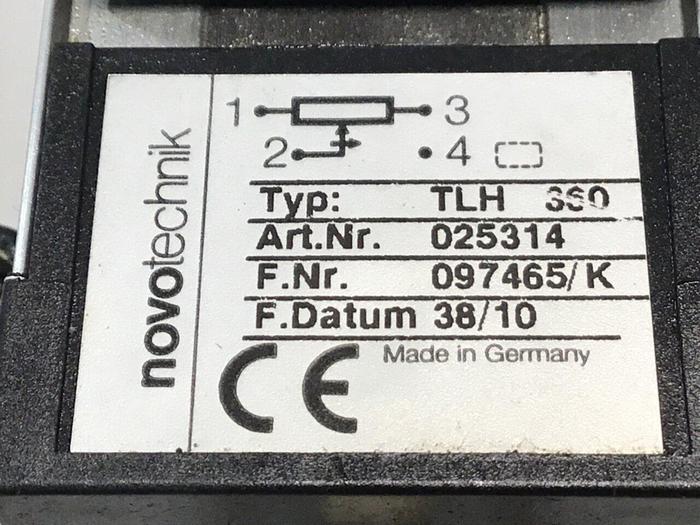 novotechnik
1 3
2 4
Typ: TLH
Art.Nr. 025314
F.Nr. 097465/K
F.Datum 38/10
CE Made in Germany